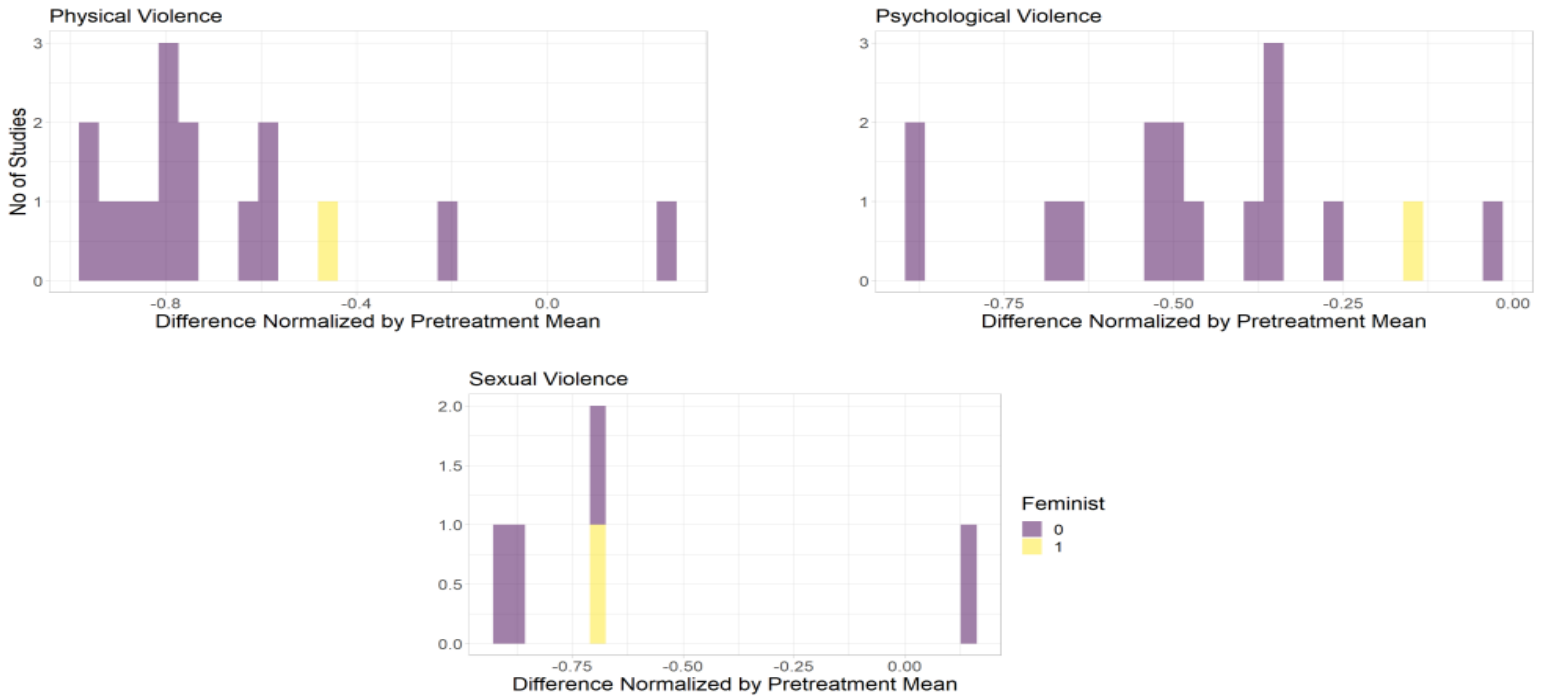 Physical Violence
No of Studies
3
2
1
0
-0.8 -0.4 0.0
Difference Normalized by Pretreatment Mean
Psychological Violence
3
2
1
0
-0.75 -0.50 -0.25 0.00
Difference Normalized by Pretreatment Mean
Sexual Violence
2.0
1.5
1.0
0.5
0.0
-0.75 -0.50 -0.25 0.00
Difference Normalized by Pretreatment Mean
Feminist
0
1